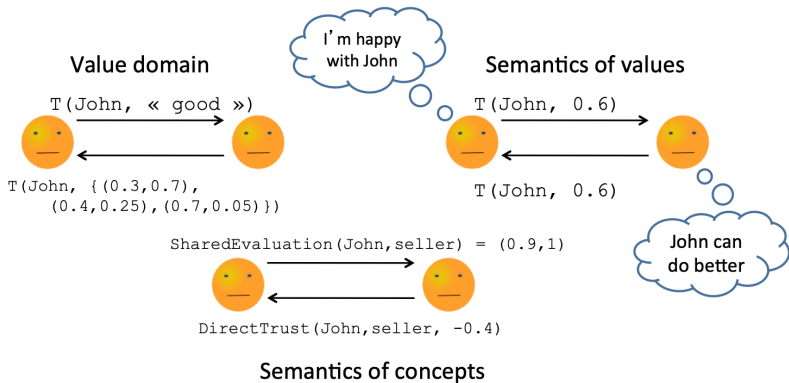 I'm happy
with John
Value domain
Semantics of values
T(John, « good »)
T(John, 0.6)
T(John, {(0.3,0.7),
(0.4,0.25),(0.7,0.05)})
T(John, 0.6)
John can
do better
SharedEvaluation(John,seller) = (0.9,1)
DirectTrust(John,seller, -0.4)
Semantics of concepts